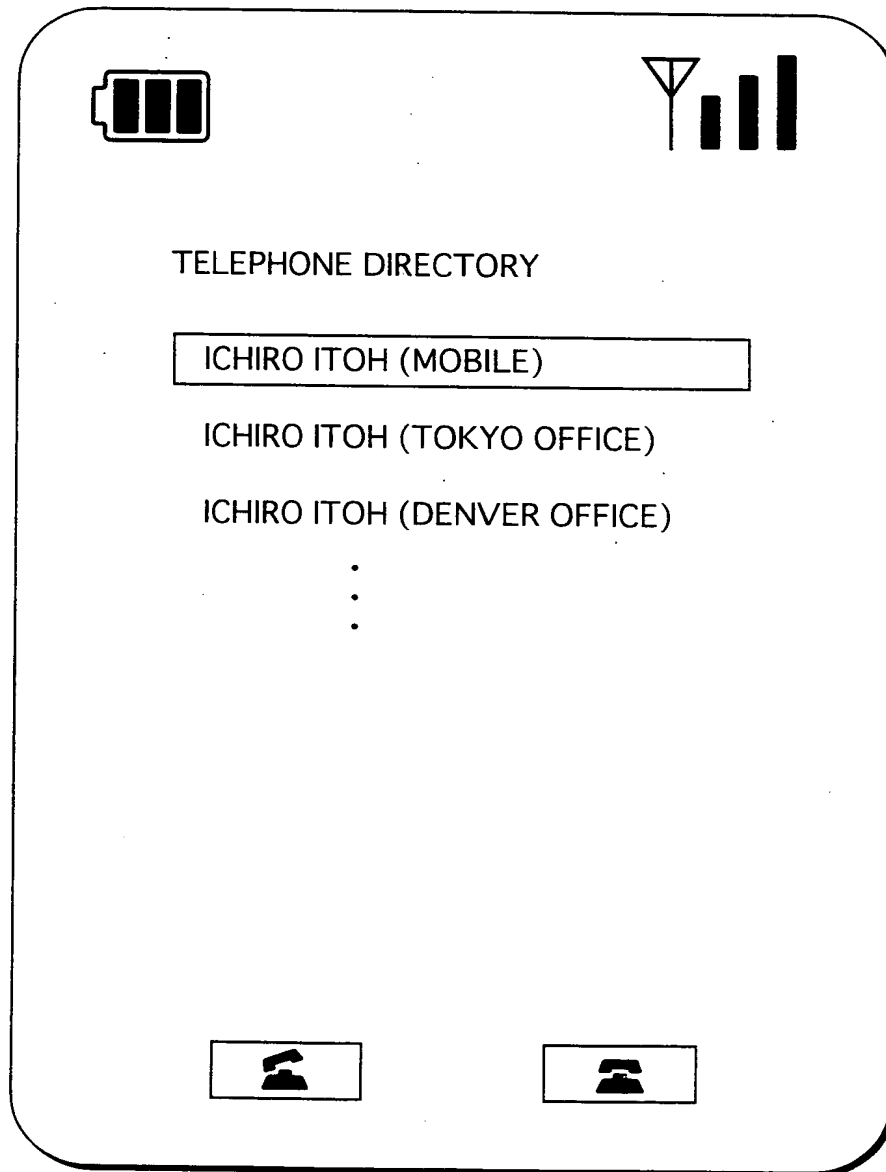 TELEPHONE DIRECTORY
ICHIRO ITOH (MOBILE)
ICHIRO ITOH (TOKYO OFFICE)
ICHIRO ITOH (DENVER OFFICE)